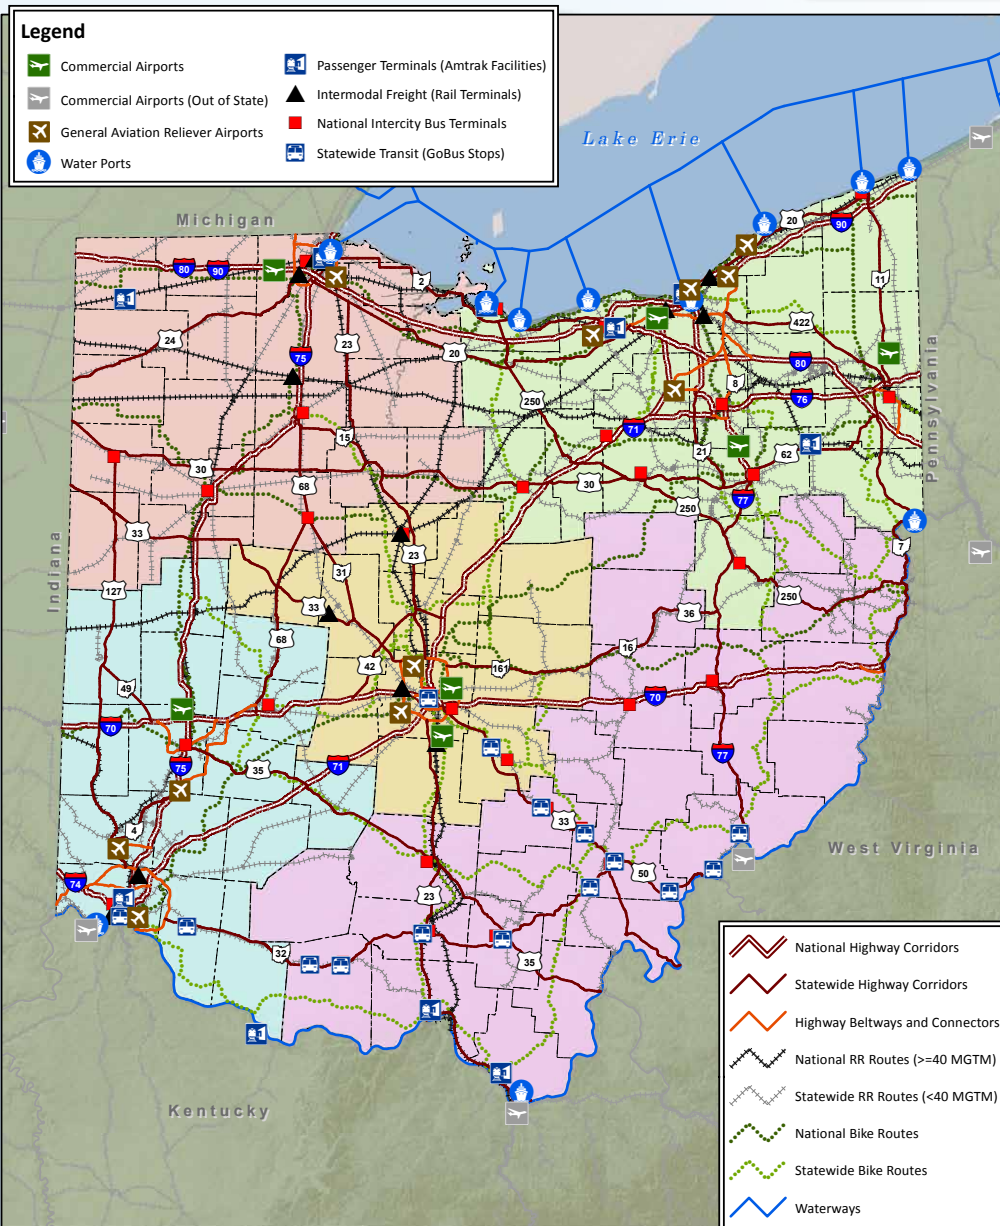 Legend
Commercial Airports
Commercial Airports (Out of State)
General Aviation Reliever Airports
Water Ports
Passenger Terminals (Amtrak Facilities)
Intermodal Freight (Rail Terminals)
National Intercity Bus Terminals
Statewide Transit (GoBus Stops)
Lake Erie
Michigan
20
90
80 90
2
11
24
23
422
75
20
80
Pennsylvania
8
76
250
71
15
21
62
30
68
30
77
250
33
23
7
31
Indiana
127
33
250
36
68
16
42
161
49
70
70
77
75
35
71
4
33
West Virginia
50
74
23
32
35
Kentucky
National Highway Corridors
Statewide Highway Corridors
Highway Beltways and Connectors
National RR Routes (>=40 MGTM)
Statewide RR Routes (<40 MGTM)
National Bike Routes
Statewide Bike Routes
Waterways